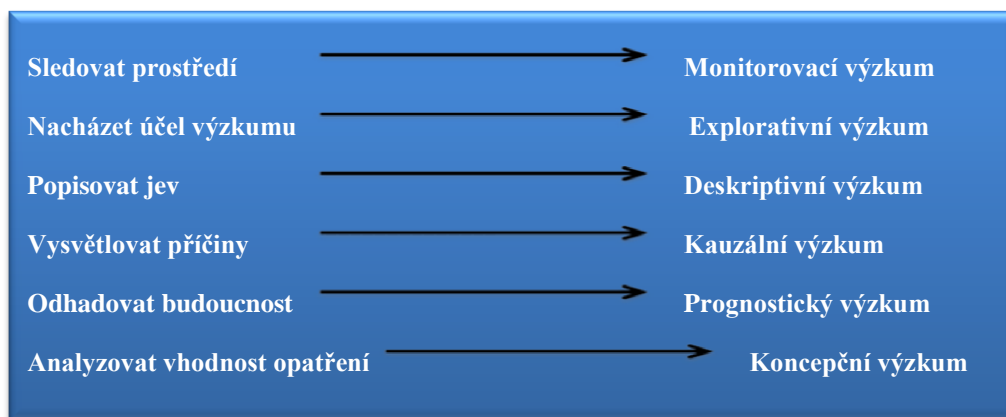 Sledovat prostředí Monitorovací výzkum
Nacházet účel výzkumu Explorativní výzkum
Popisovat jev Deskriptivní výzkum
Vysvětlovat příčiny Kauzální výzkum
Odhadovat budoucnost Prognostický výzkum
Analyzovat vhodnost opatření Koncepční výzkum